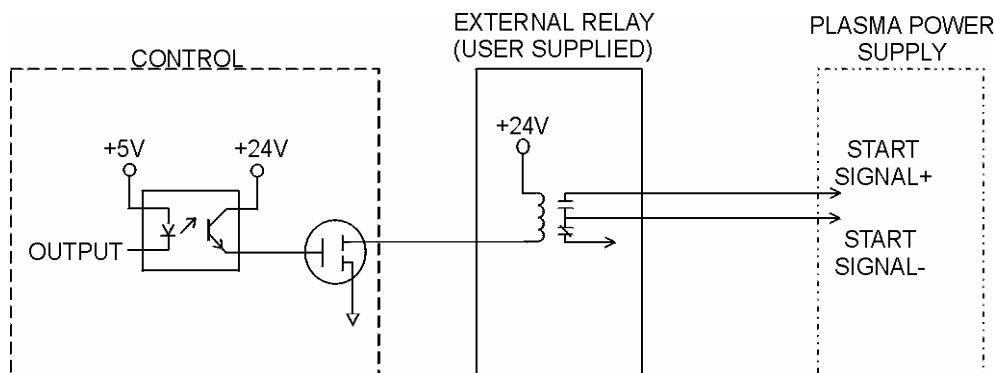 CONTROL
EXTERNAL RELAY
(USER SUPPLIED)
PLASMA POWER
SUPPLY
+5V
+24V
OUTPUT
+24V
START
SIGNAL+
START
SIGNAL-